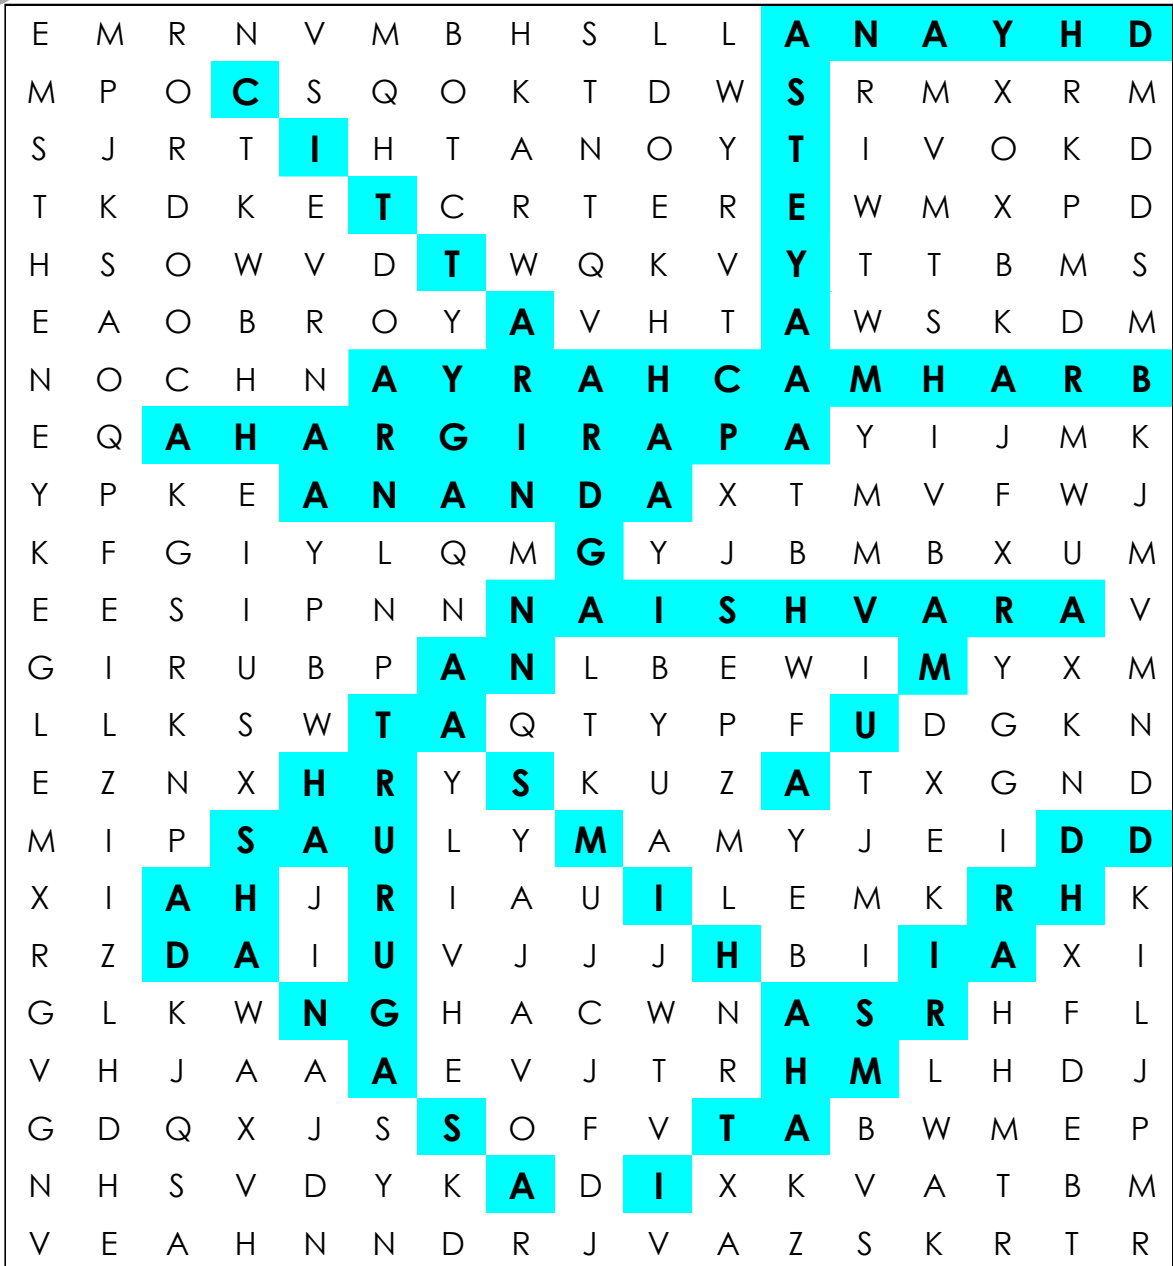 E M R N V M B H S L L A N A Y H D
M P O C S Q O K T D W S R M X R M
S J R T I H T A N O Y T I V O K D
T K D K E T C R T E R E W M X P D
H S O W V D T W Q K V Y T T B M S
E A O B R O Y A V H T A W S K D M
N O C H N A Y R A H C A M H A R B
E Q A H A R G I R A P A Y I J M K
Y P K E A N A N D A X T M V F W J
K F G I Y L Q M G Y J B M B X U M
E E S I P N N N A I S H V A R A V
G I R U B P A N L B E W I M Y X M
L L K S W T A Q T Y P F U D G K N
E Z N X H R Y S K U Z A T X G N D
M I P S A U L Y M A M Y J E I D D
X I A H J R I A U I L E M K R H K
R Z D A I U V J J J H B I I A X I
G L K W N G H A C W N A S R H F L
V H J A A A E V J T R H M L H D J
G D Q X J S S O F V T A B W M E P
N H S V D Y K A D I X K V A T B M
V E A H N N D R J V A Z S K R T R